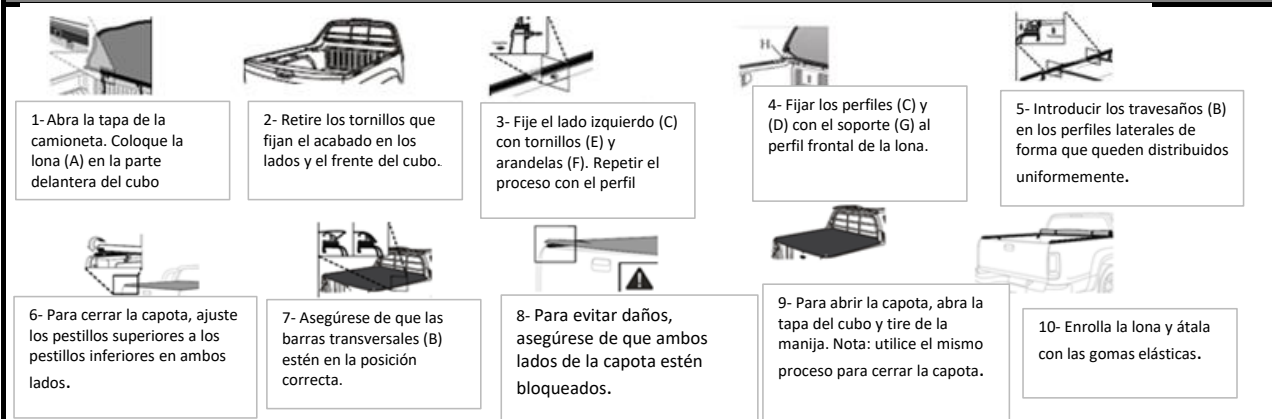 H
1- Abra la tapa de la
camioneta. Coloque la
lona (A) en la parte
delantera del cubo
2- Retire los tornillos que
fijan el acabado en los
lados y el frente del cubo.
3- Fije el lado izquierdo (C)
con tornillos (E) y
arandelas (F). Repetir el
proceso con el perfil
4- Fijar los perfiles (C) y
(D) con el soporte (G) al
perfil frontal de la lona.
5- Introducir los travesaños (B)
en los perfiles laterales de
forma que queden distribuidos
uniformemente.
6- Para cerrar la capota, ajuste
los pestillos superiores a los
pestillos inferiores en ambos
lados.
7- Asegúrese de que las
barras transversales (B)
estén en la posición
correcta.
8- Para evitar daños,
asegúrese de que ambos
lados de la capota estén
bloqueados.
9- Para abrir la capota, abra la
tapa del cubo y tire de la
manija. Nota: utilice el mismo
proceso para cerrar la capota.
10- Enrolla la lona y átala
con las gomas elásticas.